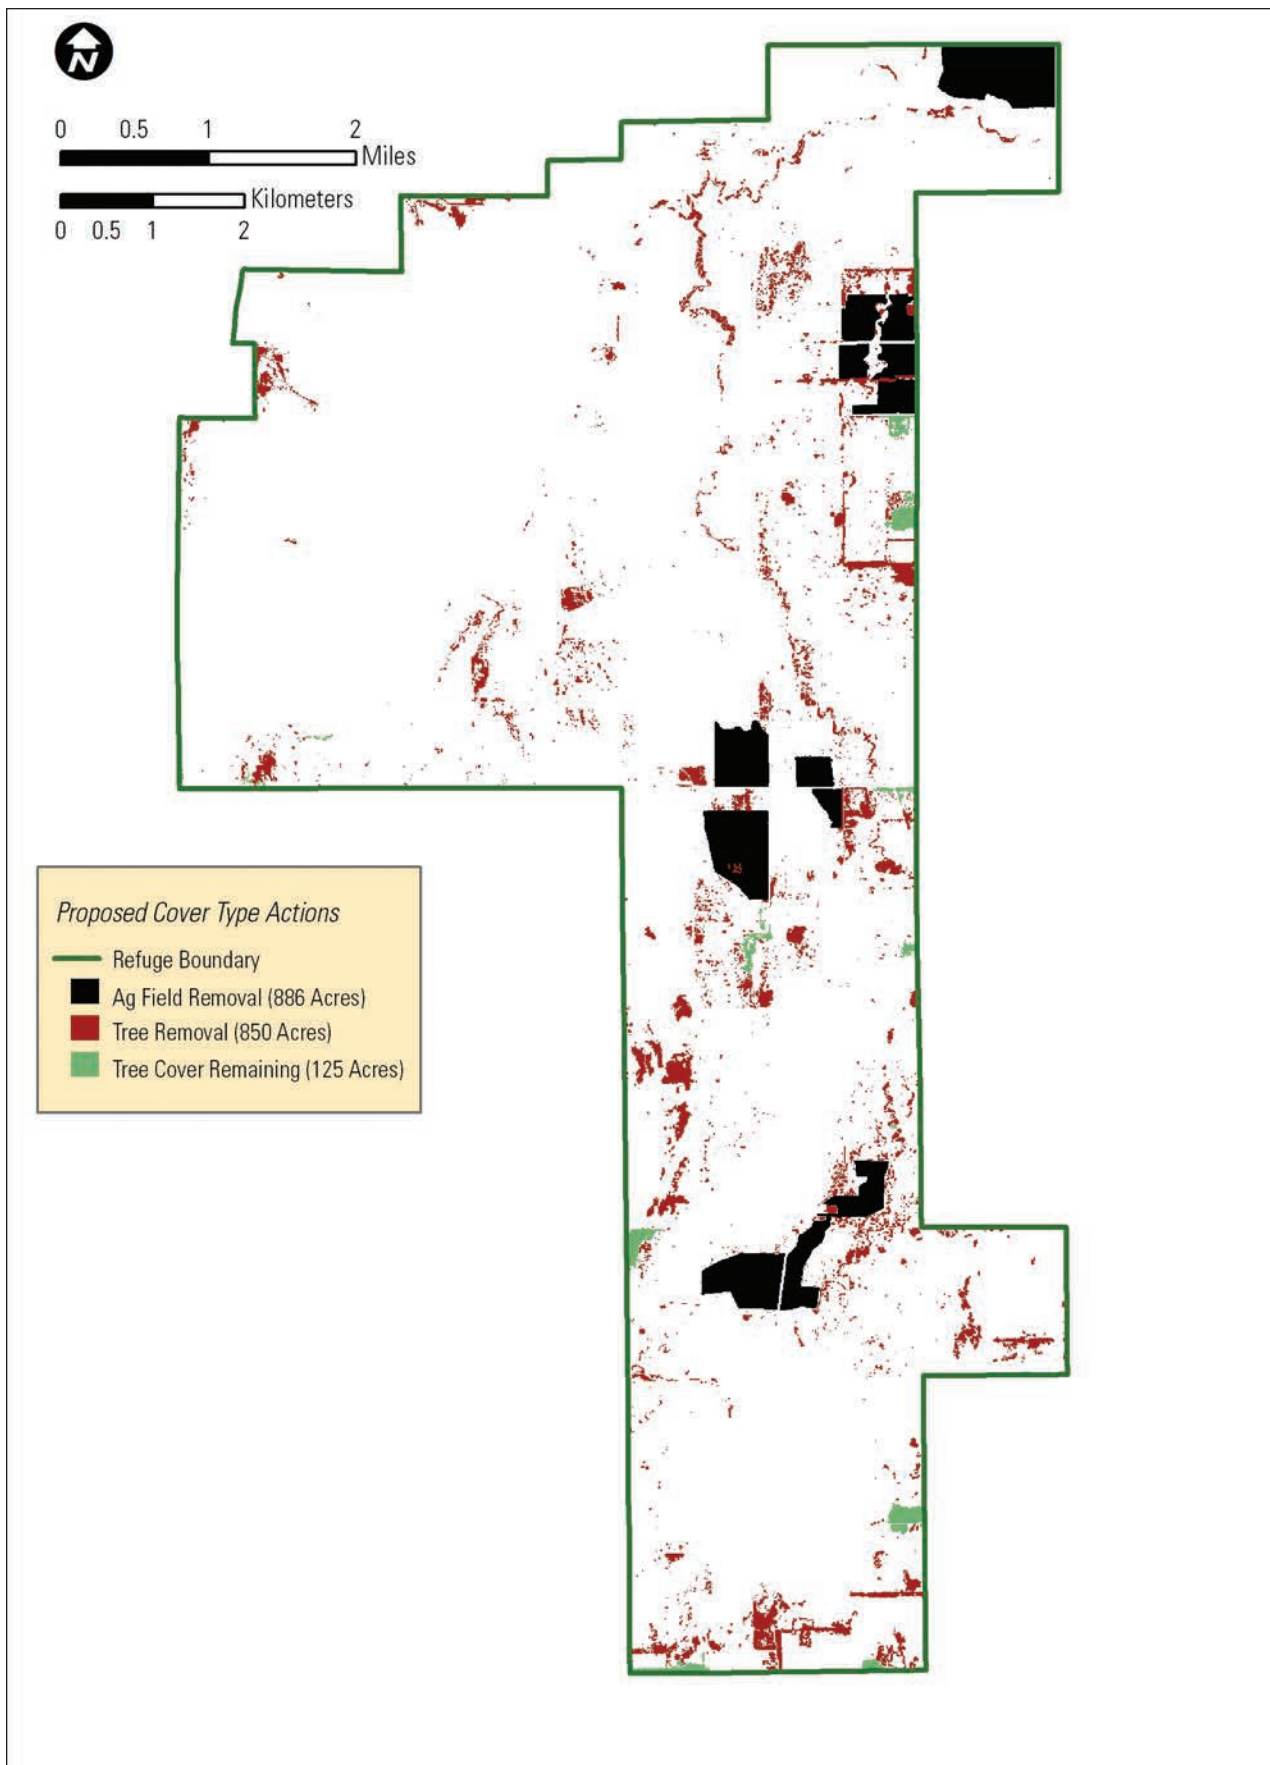 N
0 0.5 1 2
Miles
Kilometers
0 0.5 1 2
Proposed Cover Type Actions
Refuge Boundary
Ag Field Removal (886 Acres)
Tree Removal (850 Acres)
Tree Cover Remaining (125 Acres)